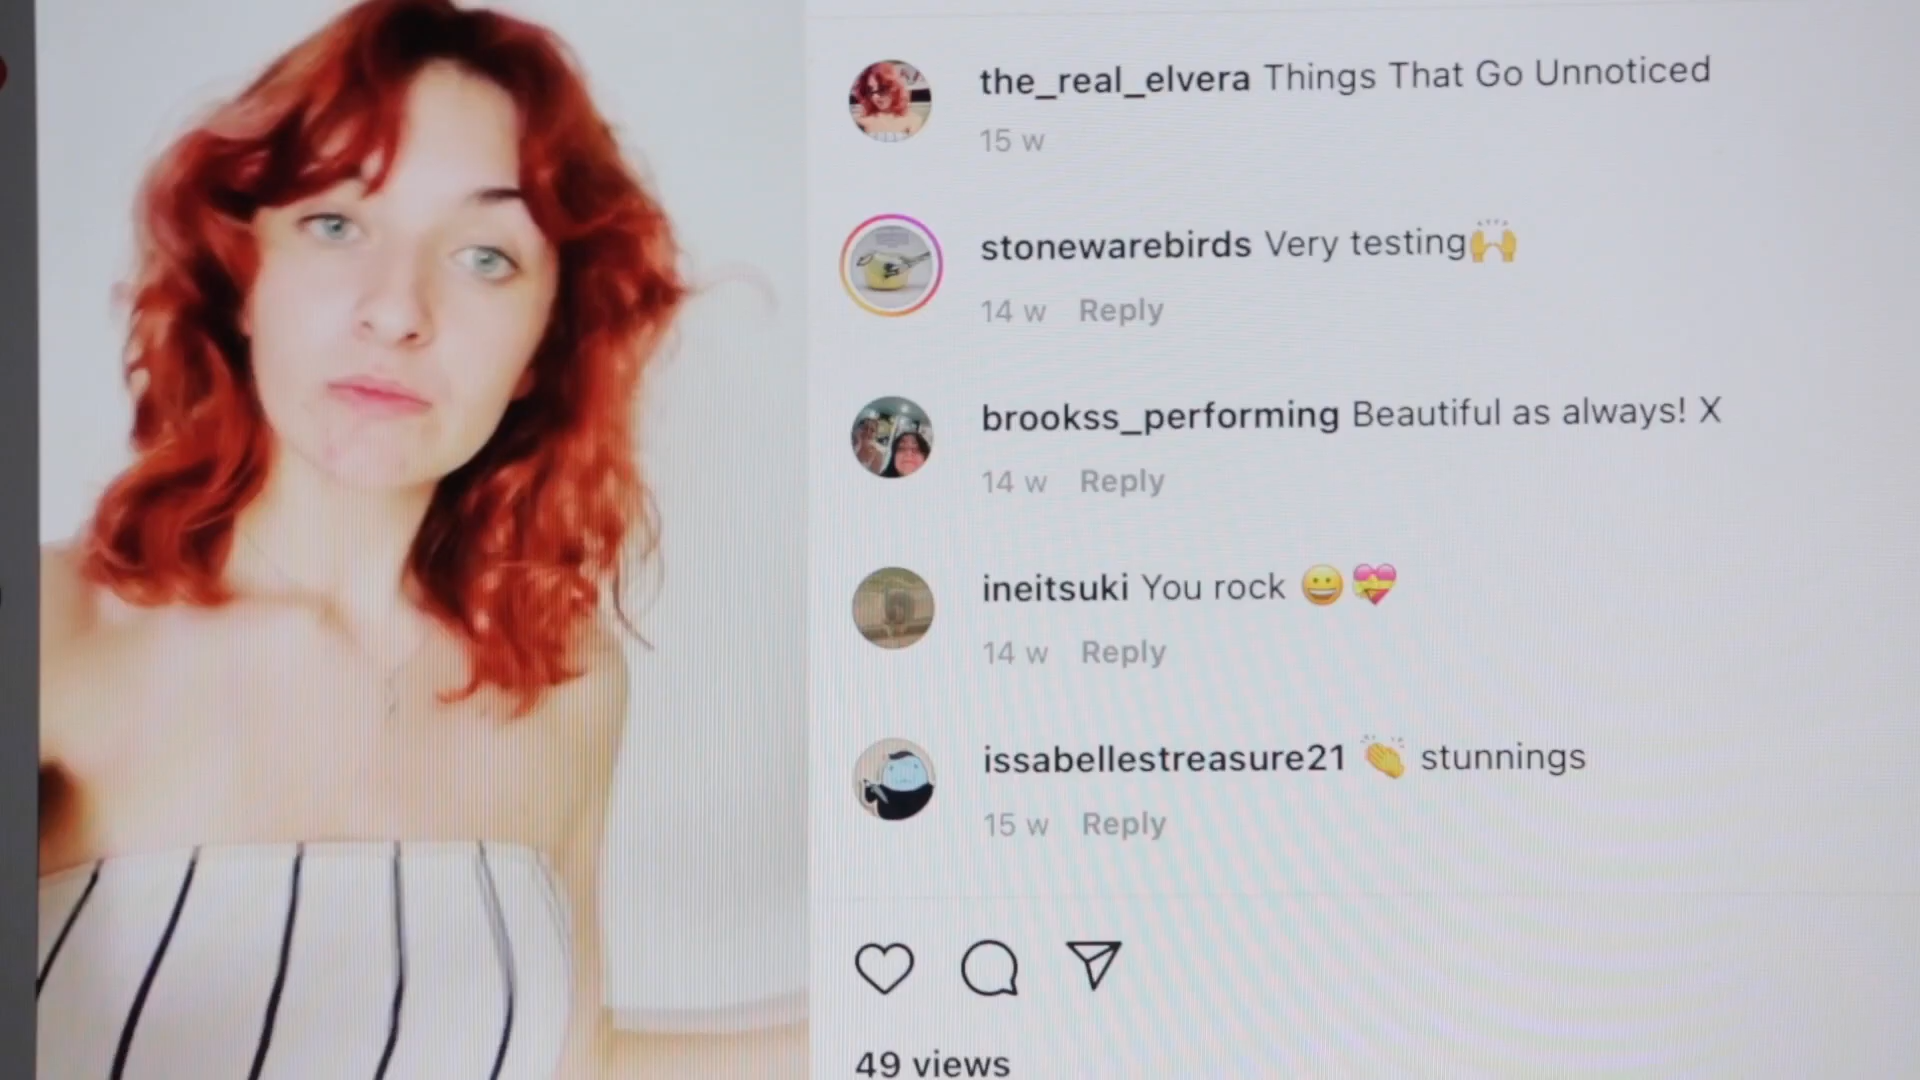 the_real_elvera Things That Go Unnoticed
15 w
stonewarebirds Very testing🙌
14 w Reply
brookss_performing Beautiful as always! X
14 w Reply
ineitsuki You rock 😀 💝
14 w Reply
issabellestreasure21 👏 stunnings
15 w Reply
49 views